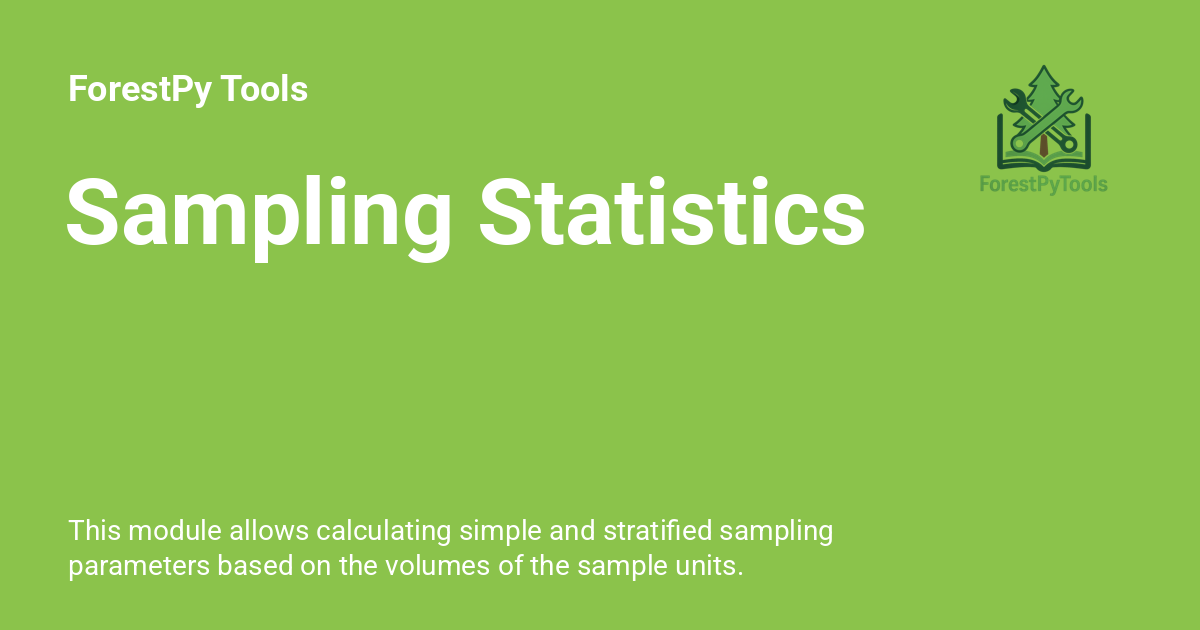 ForestPy Tools
ForestPyTools
Sampling Statistics
This module allows calculating simple and stratified sampling
parameters based on the volumes of the sample units.